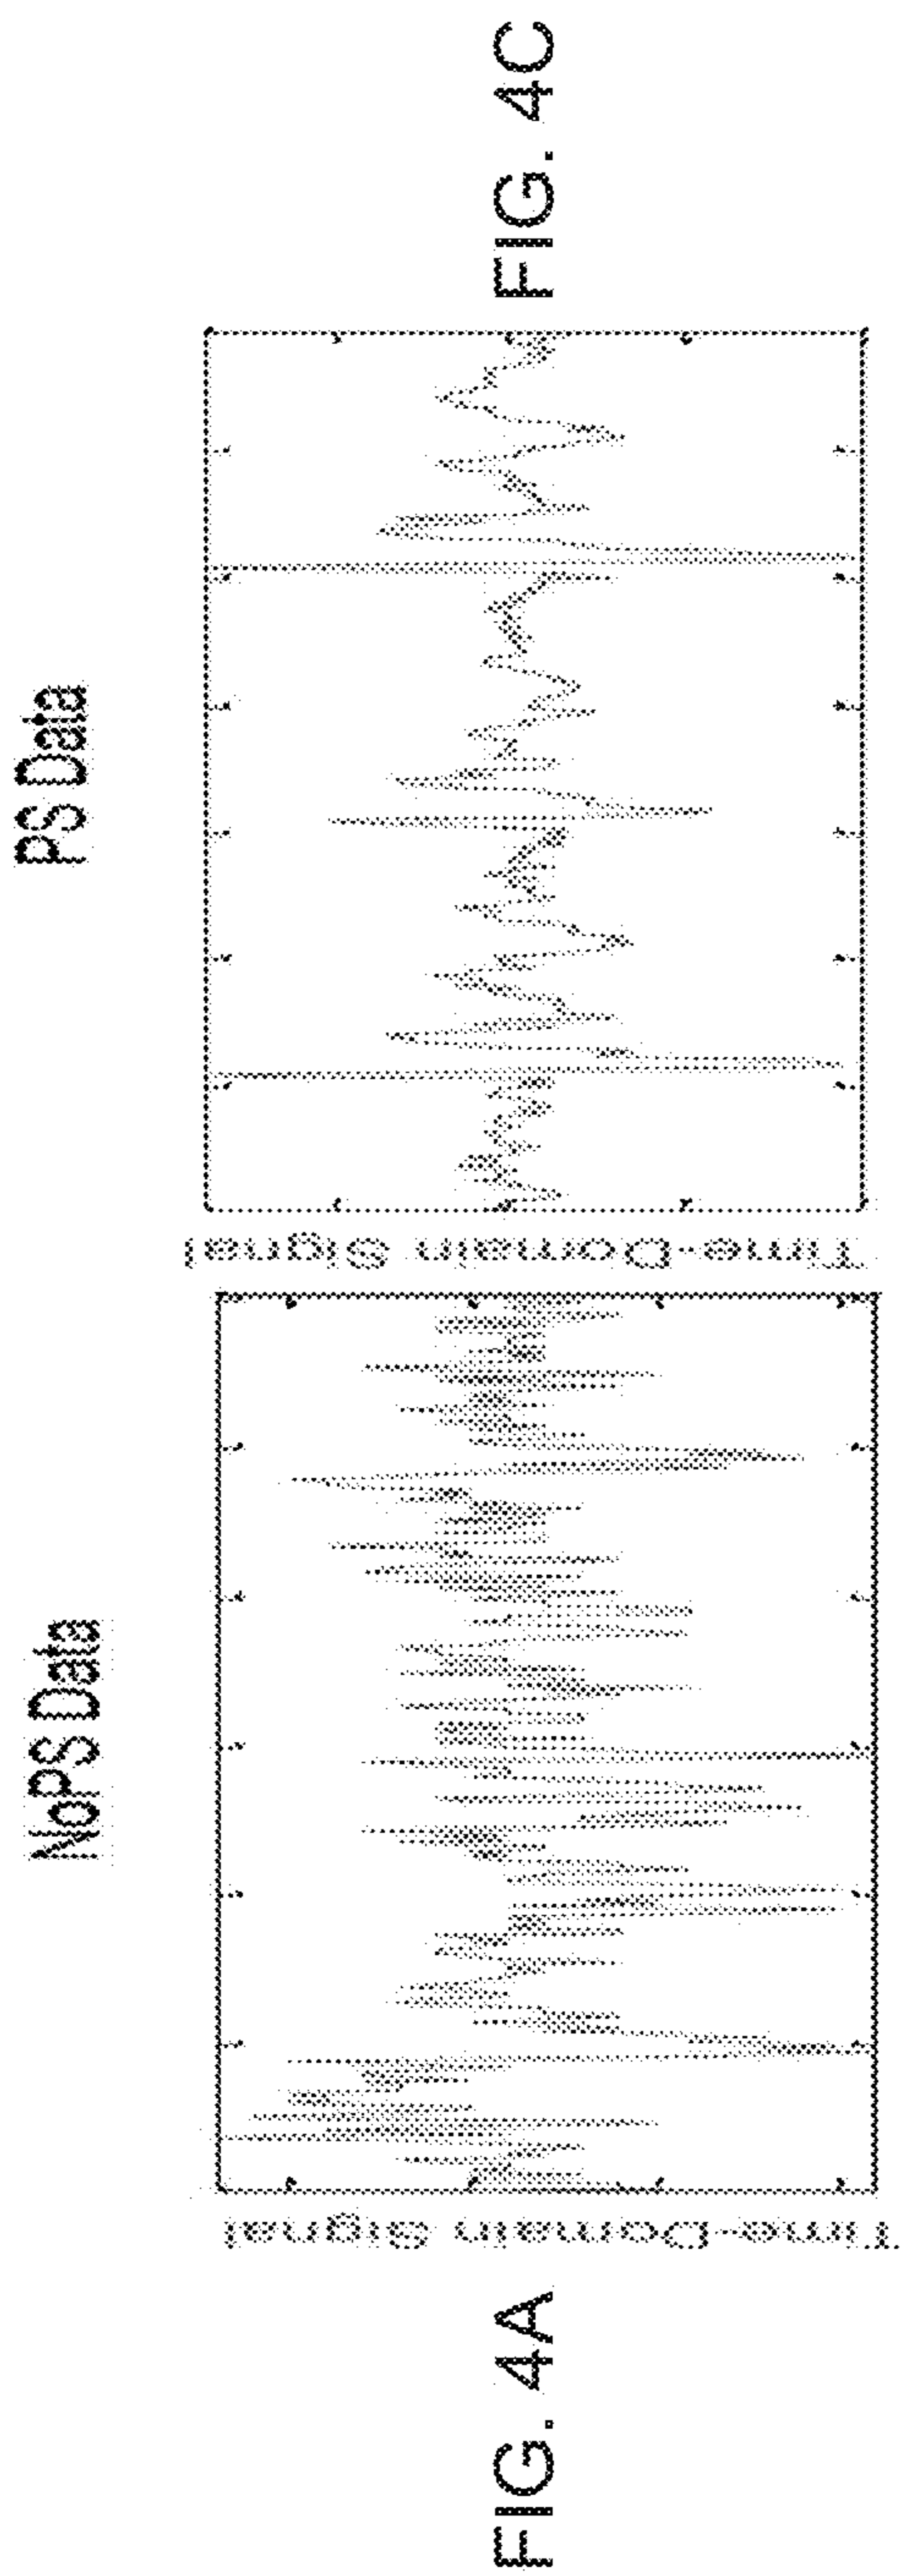 NoPS Data
PS Data
FIG. 4A
Time-Domain Signal
Time-Domain Signal
FIG. 4C